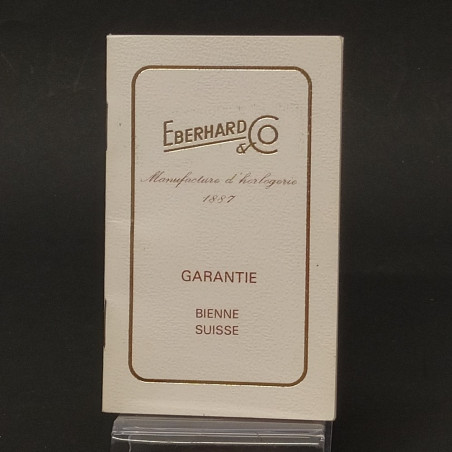 EBERHARD & CO
Manufacture d'horlogerie
1887
GARANTIE
BIENNE
SUISSE